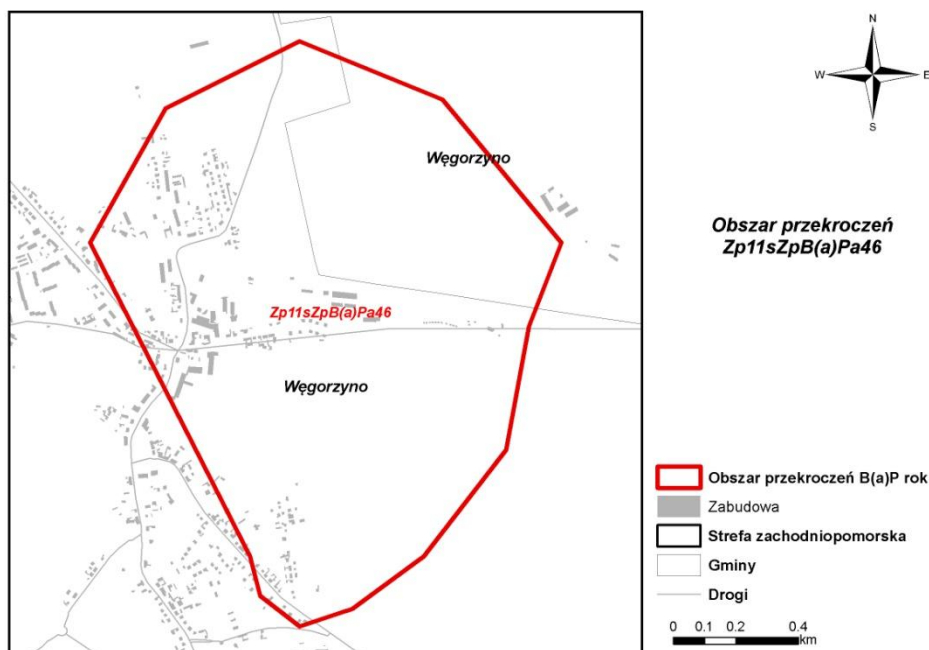 Węgorzyno
Zp11sZpB(a)Pa46
Węgorzyno
N
W E
S
Obszar przekroczeń
Zp11sZpB(a)Pa46
Obszar przekroczeń B(a)P rok
Zabudowa
Strefa zachodniopomorska
Gminy
Drogi
0 0.1 0.2 0.4
km